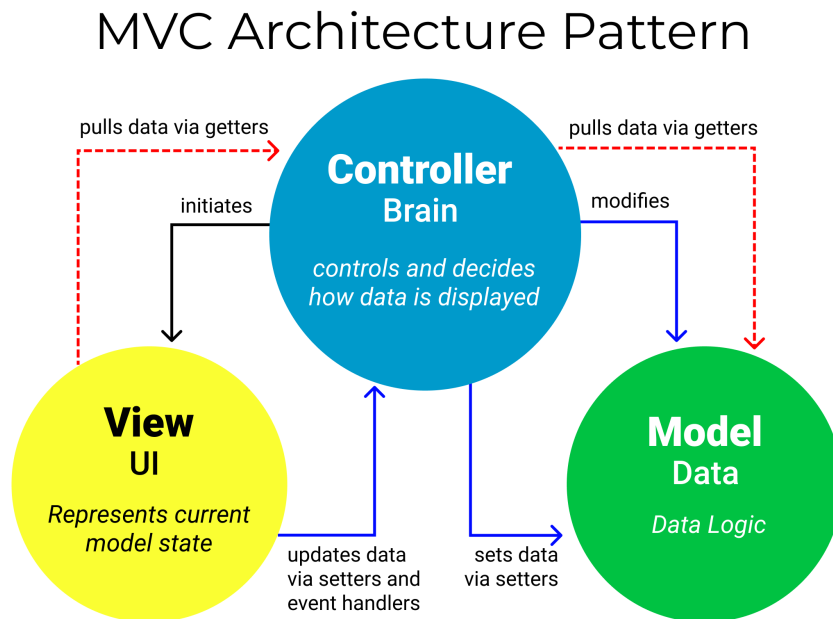 MVC Architecture Pattern
pulls data via getters
pulls data via getters
Controller
Brain
controls and decides
how data is displayed
initiates
modifies
View
UI
Represents current
model state
Model
Data
Data Logic
updates data
via setters and
event handlers
sets data
via setters